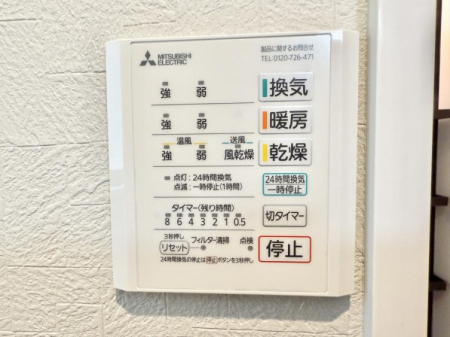 MITSUBISHI
ELECTRIC
製品に関するお問合せ
TEL:0120-726-471
強 弱 換気
強 弱 暖房
温風 送風
強 弱 風乾燥 乾燥
点灯:24時間換気
点滅:一時停止(1時間)
24時間換気
一時停止
タイマー(残り時間)
8 6 4 3 2 1 0.5
切タイマー
3秒押し
リセット フィルター清掃 点検
24時間換気の停止は停止ボタンを3秒押し
停止